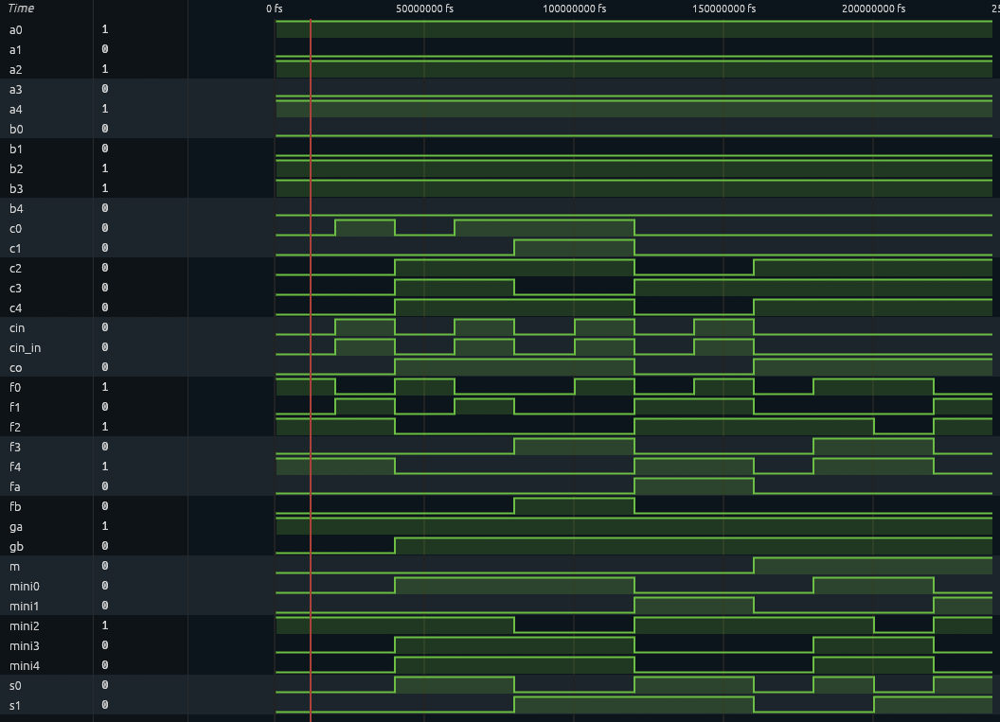 Time 0 fs 50000000 fs 100000000 fs 150000000 fs 200000000 fs 25
a0 1
a1 0
a2 1
a3 0
a4 1
b0 0
b1 0
b2 1
b3 1
b4 0
c0 0
c1 0
c2 0
c3 0
c4 0
cin 0
cin_in 0
co 0
f0 1
f1 0
f2 1
f3 0
f4 1
fa 0
fb 0
ga 1
gb 0
m 0
mini0 0
mini1 0
mini2 1
mini3 0
mini4 0
s0 0
s1 0